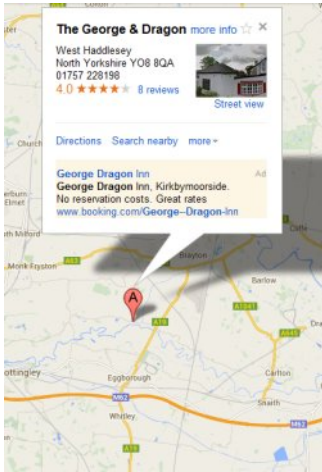 The George & Dragon more info
West Haddlesey
North Yorkshire YO8 8QA
01757 228198
4.0 8 reviews
Street view
Directions Search nearby more
George Dragon Inn Ad
George Dragon Inn, Kirkbymoorside.
No reservation costs. Great rates
www.booking.com/George-Dragon-Inn
Church
Elmet
Monk Fryston
A63
Brayton
Barlow
A
A19
A1041
A645
Eggborough
Carlton
Snaith
M62
Whitley
M62
A19